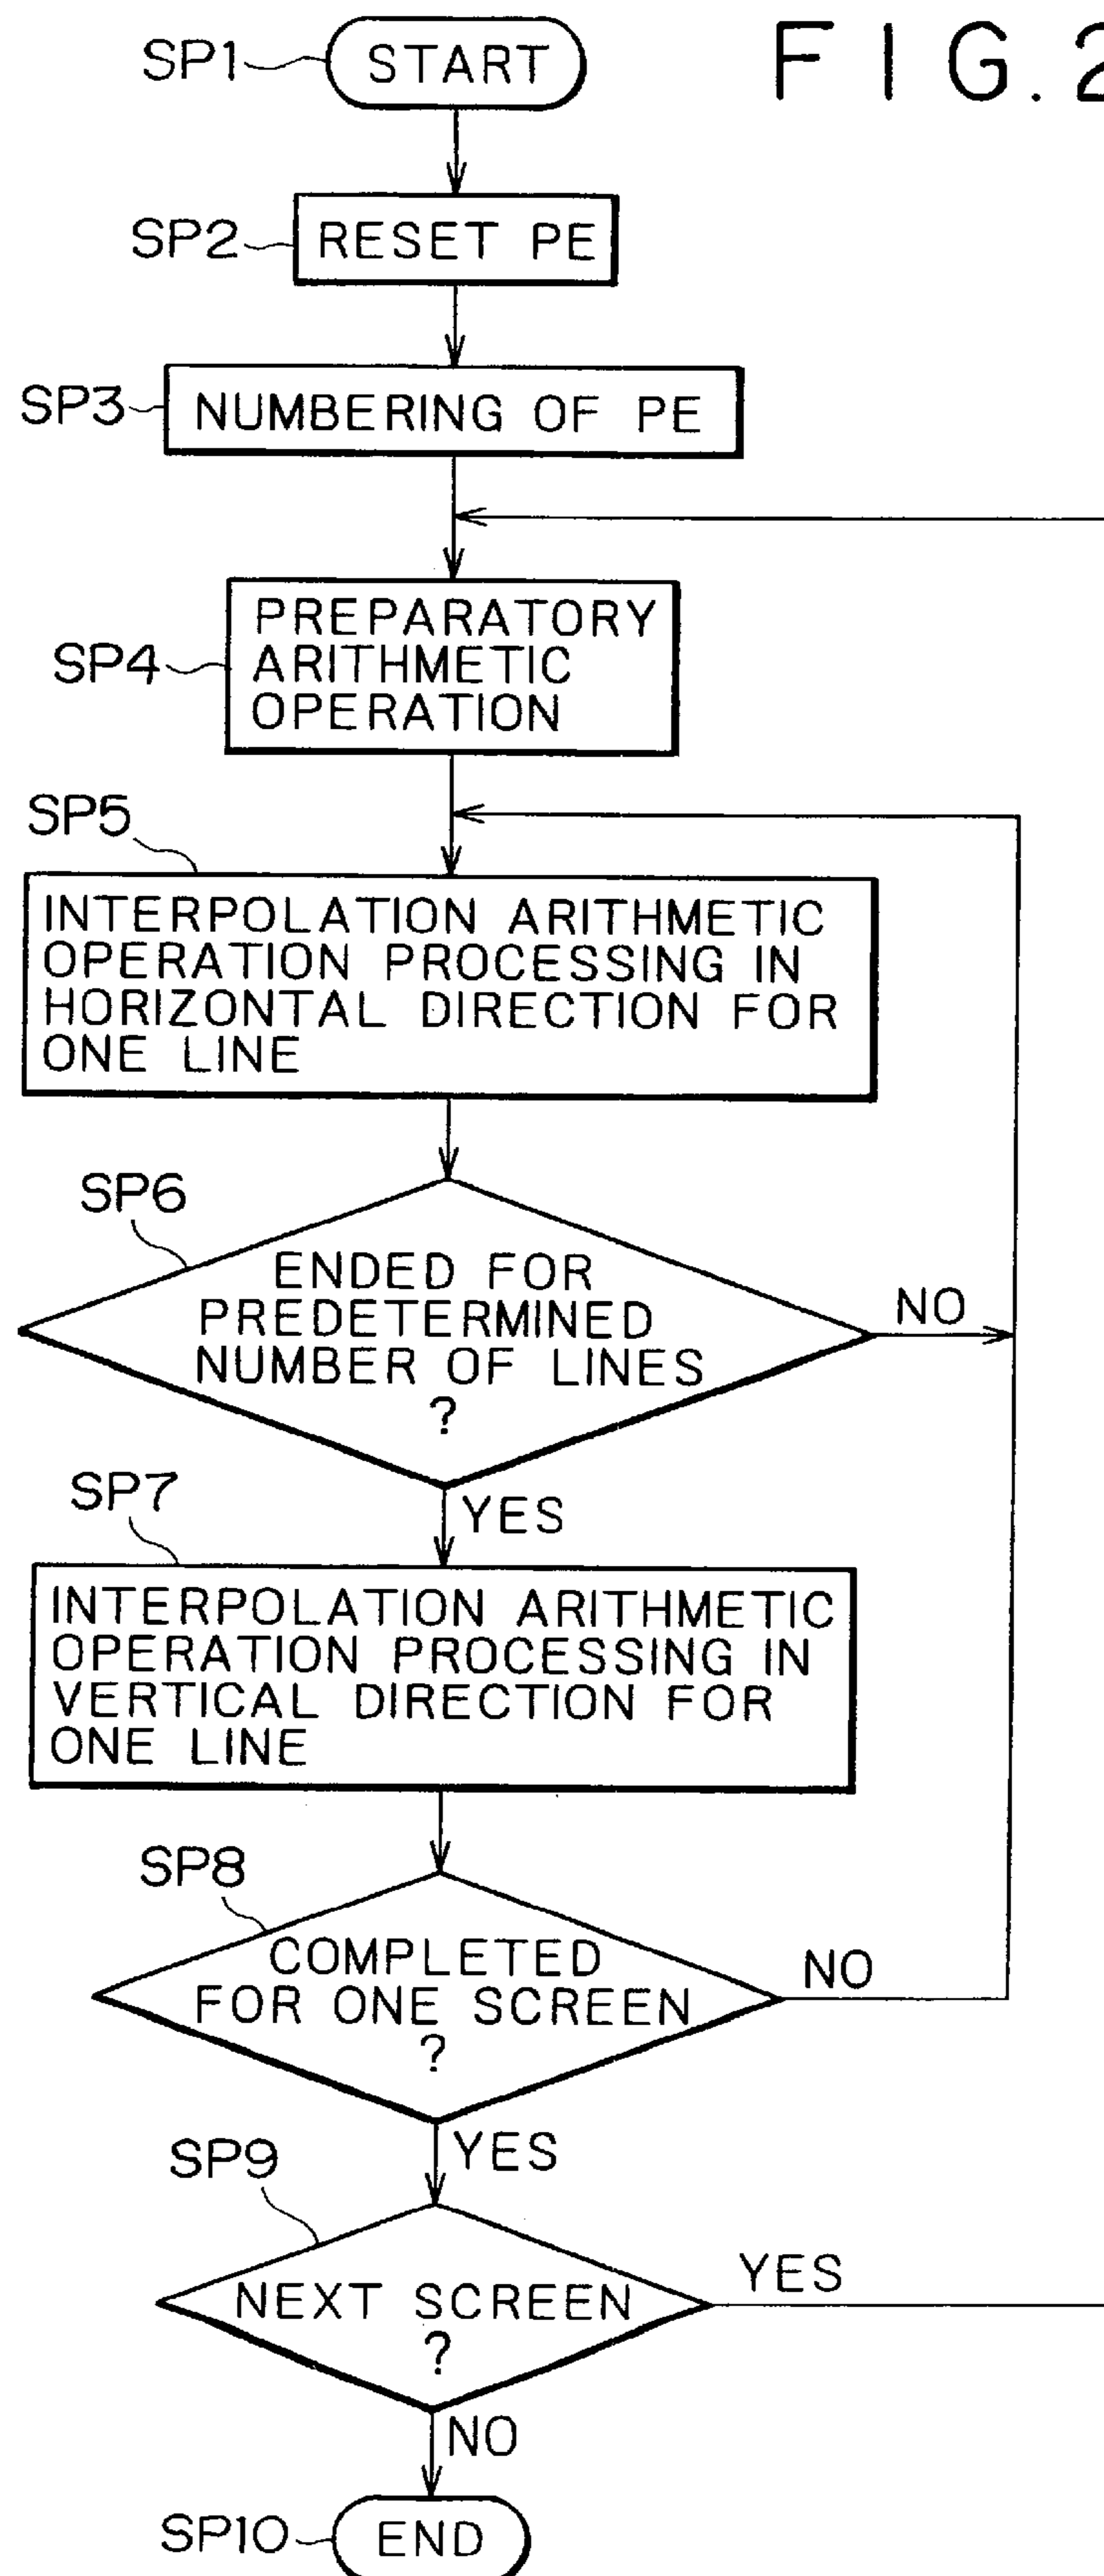 FIG. 2
SP1
START
SP2
RESET PE
SP3
NUMBERING OF PE
SP4
PREPARATORY
ARITHMETIC
OPERATION
SP5
INTERPOLATION ARITHMETIC
OPERATION PROCESSING IN
HORIZONTAL DIRECTION FOR
ONE LINE
SP6
ENDED FOR
PREDETERMINED
NUMBER OF LINES
?
NO
YES
SP7
INTERPOLATION ARITHMETIC
OPERATION PROCESSING IN
VERTICAL DIRECTION FOR
ONE LINE
SP8
COMPLETED
FOR ONE SCREEN
?
NO
YES
SP9
NEXT SCREEN
?
YES
NO
SP10
END